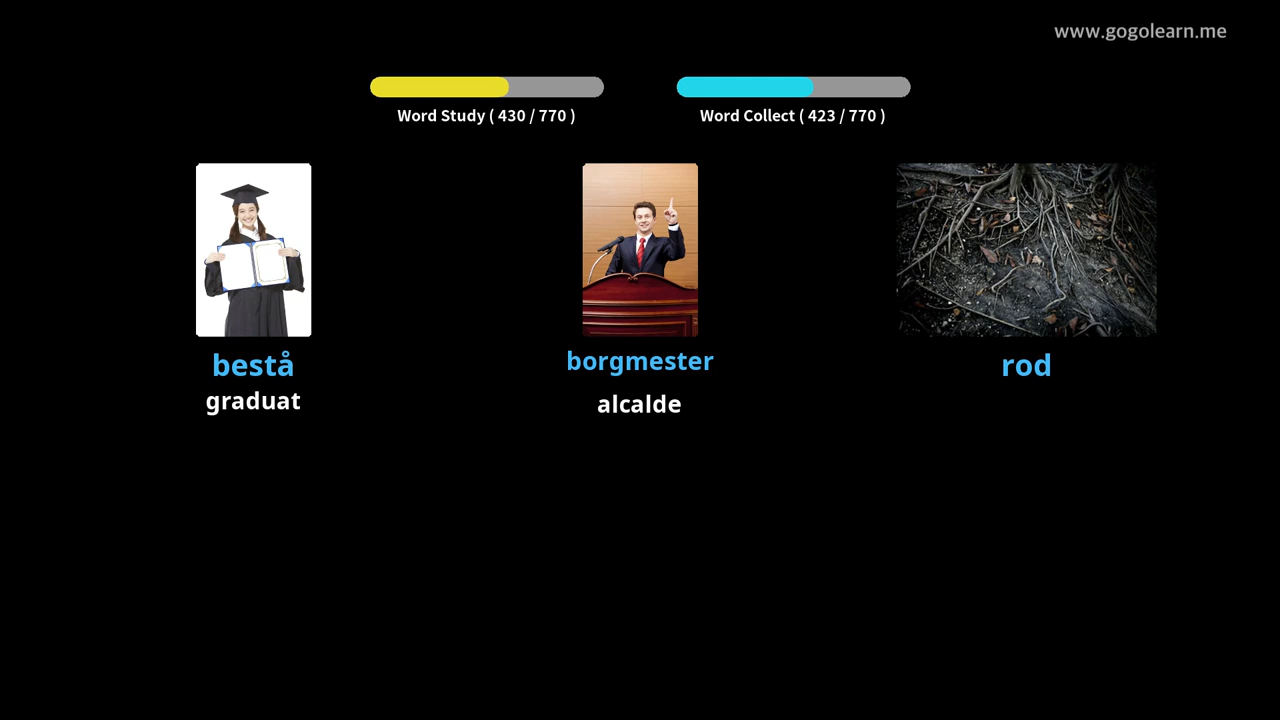 www.gogolearn.me
Word Study ( 430 / 770 )
Word Collect ( 423 / 770 )
bestå
graduat
borgmester
alcalde
rod